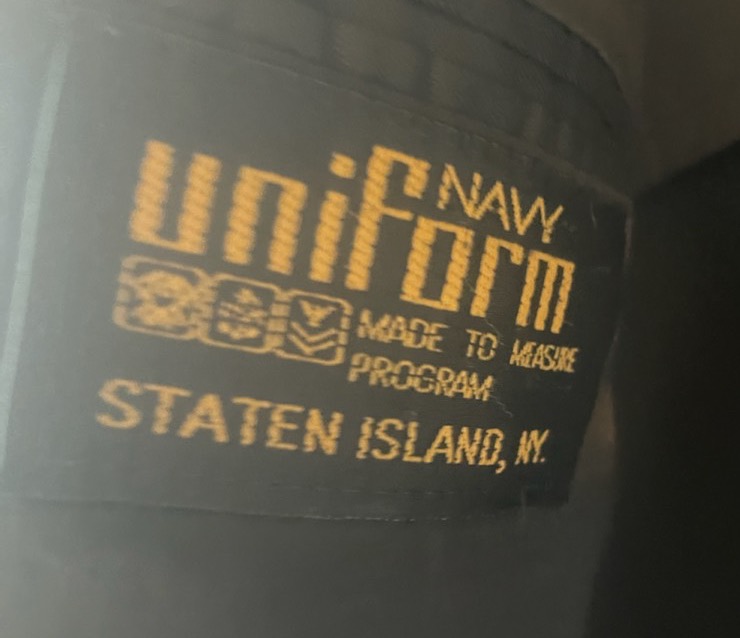 NAVY
uniform
MADE TO MEASURE
PROGRAM
STATEN ISLAND, NY.